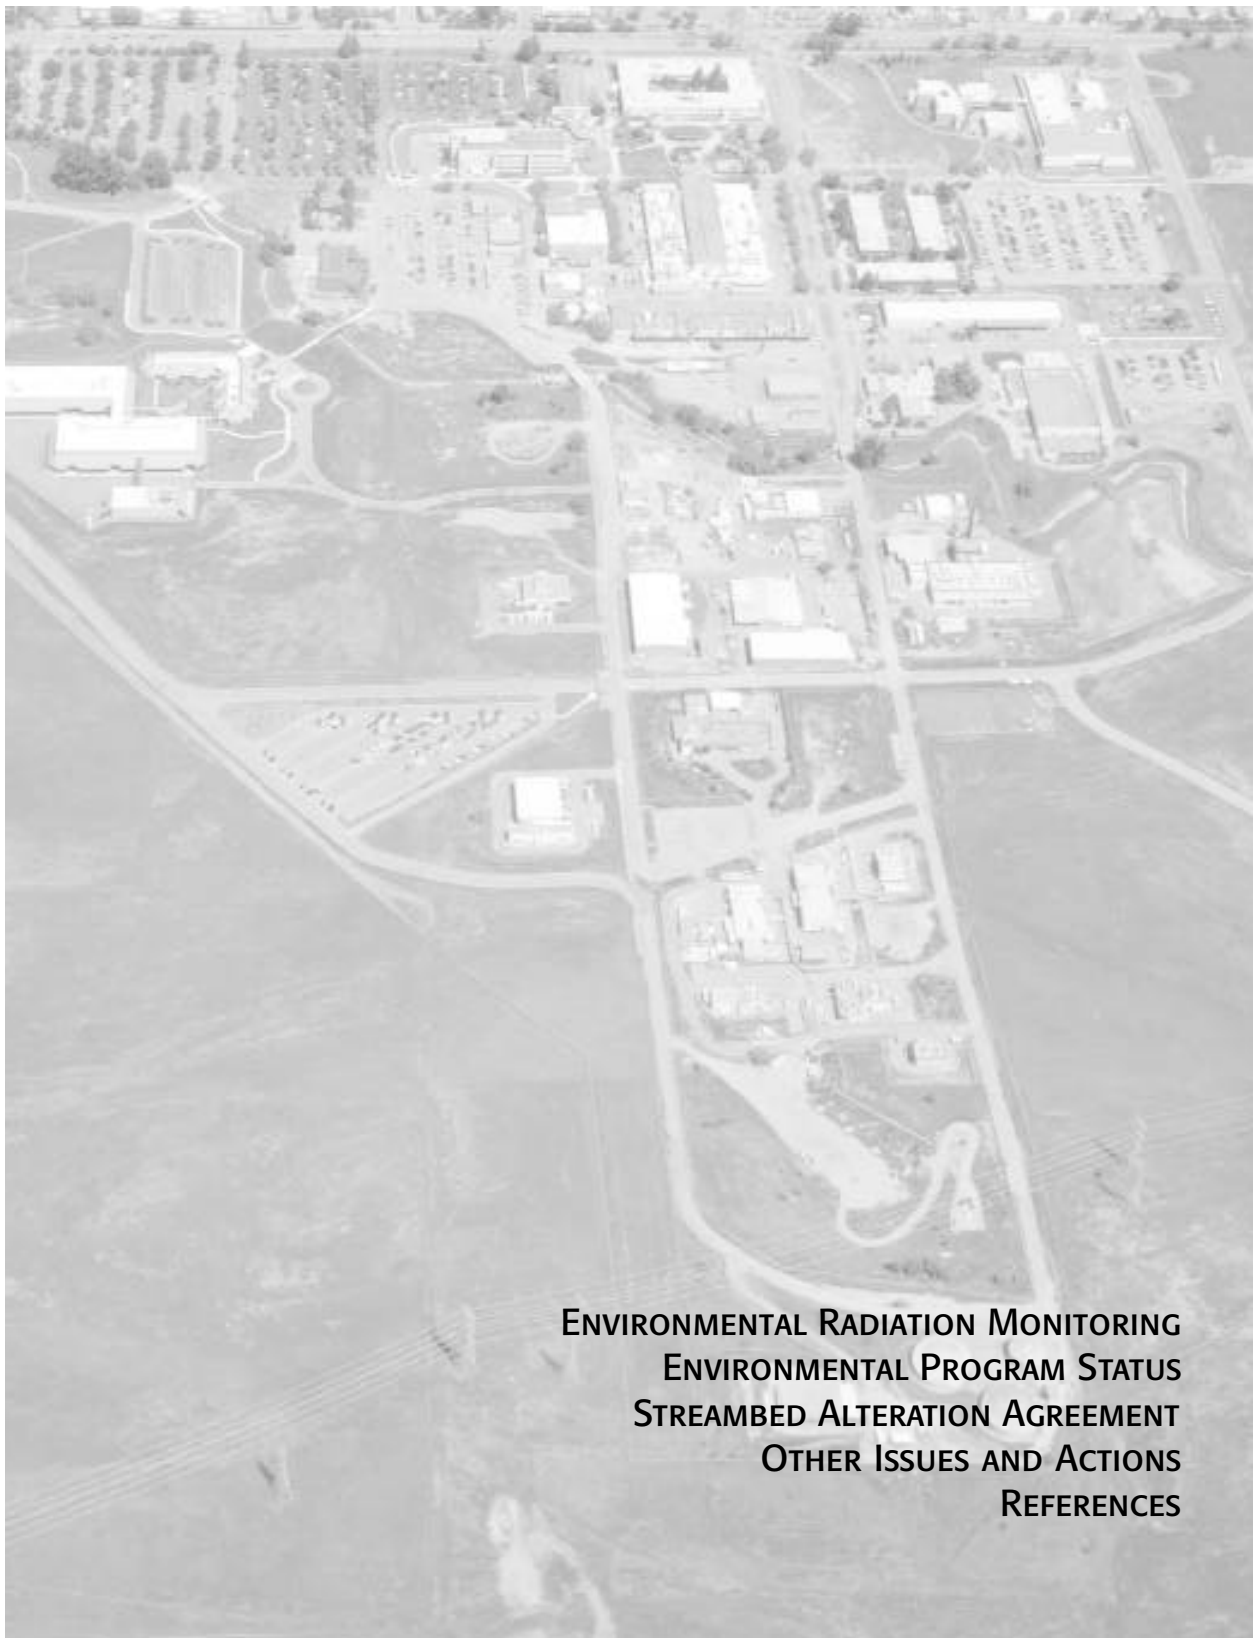 ENVIRONMENTAL RADIATION MONITORING
ENVIRONMENTAL PROGRAM STATUS
STREAMBED ALTERATION AGREEMENT
OTHER ISSUES AND ACTIONS
REFERENCES